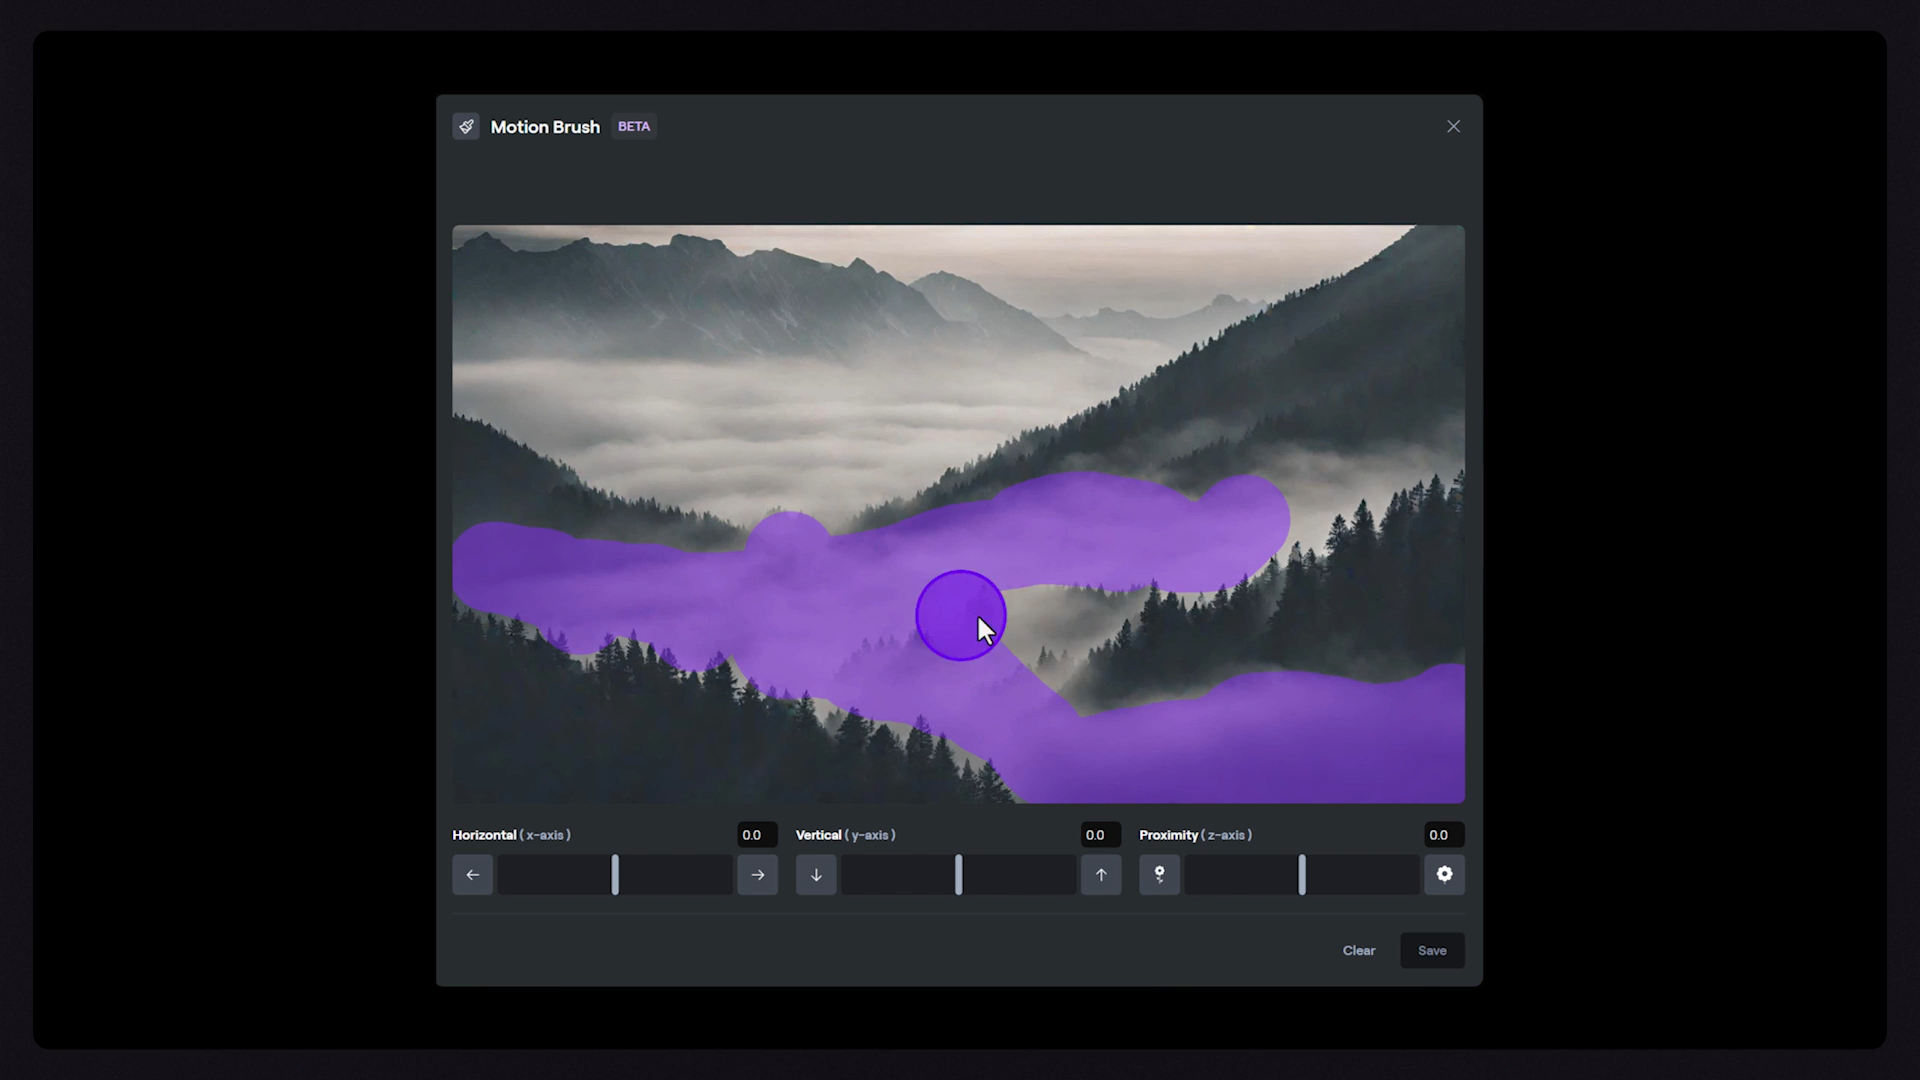 Motion Brush BETA
Horizontal ( x-axis ) 0.0 Vertical ( y-axis ) 0.0 Proximity ( z-axis ) 0.0
Clear Save